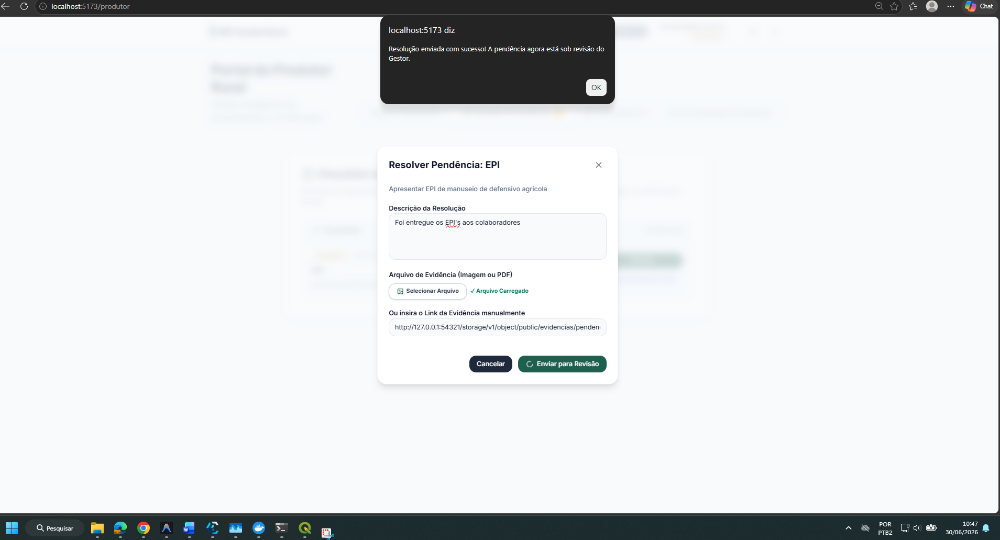 localhost:5173/produtor
Chat
localhost:5173 diz
Resolução enviada com sucesso! A pendência agora está sob revisão do
Gestor.
OK
Resolver Pendência: EPI
Apresentar EPI de manuseio de defensivo agrícola
Descrição da Resolução
Foi entregue os EPI's aos colaboradores
Arquivo de Evidência (Imagem ou PDF)
Selecionar Arquivo
✓ Arquivo Carregado
Ou insira o Link da Evidência manualmente
http://127.0.0.1:54321/storage/v1/object/public/evidencias/penden
Cancelar
Enviar para Revisão
Pesquisar
POR
PTB2
10:47
30/06/2026